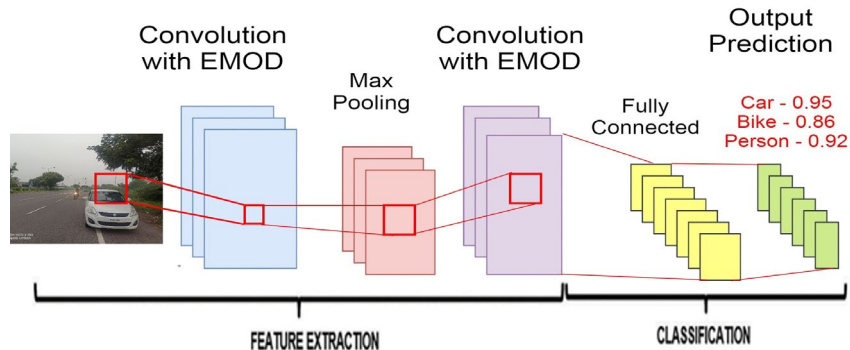 Convolution
with EMOD
Max
Pooling
Convolution
with EMOD
Fully
Connected
Output
Prediction
Car - 0.95
Bike - 0.86
Person - 0.92
FEATURE EXTRACTION
CLASSIFICATION